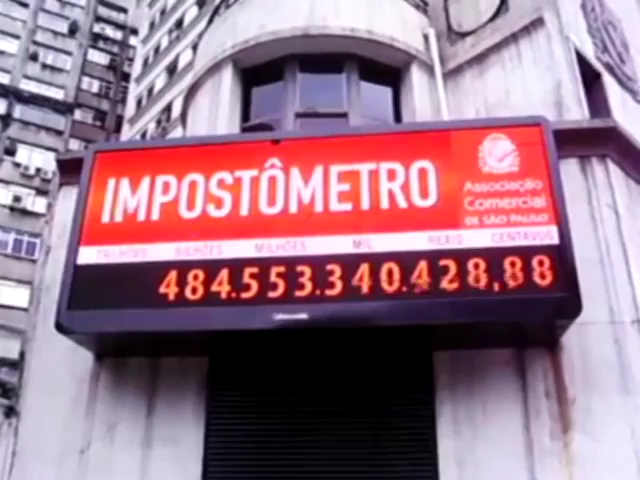 IMPOSTÔMETRO
Associação
Comercial
DE SÃO PAULO
TRILHÕES BILHÕES MILHÕES MIL REAIS CENTAVOS
484.553.340.428,88